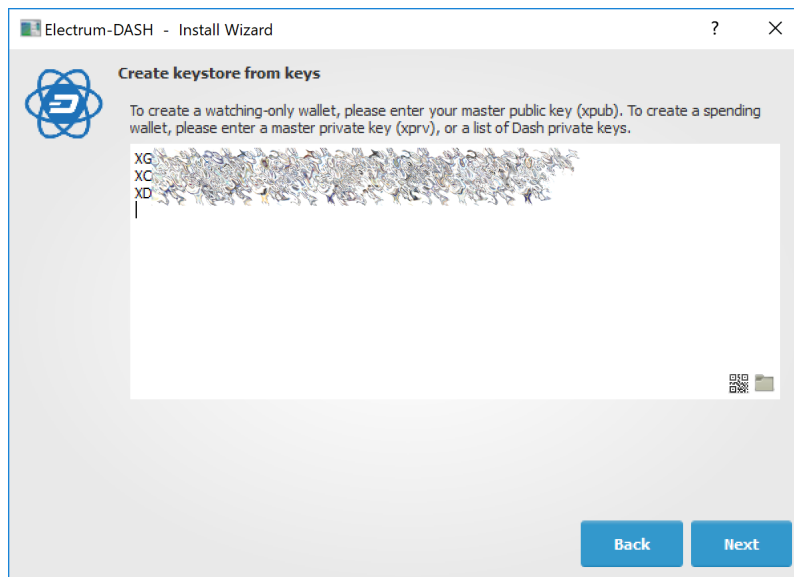 Electrum-DASH - Install Wizard
?
Create keystore from keys
To create a watching-only wallet, please enter your master public key (xpub). To create a spending
wallet, please enter a master private key (xprv), or a list of Dash private keys.
XG
XC
XD
Back
Next